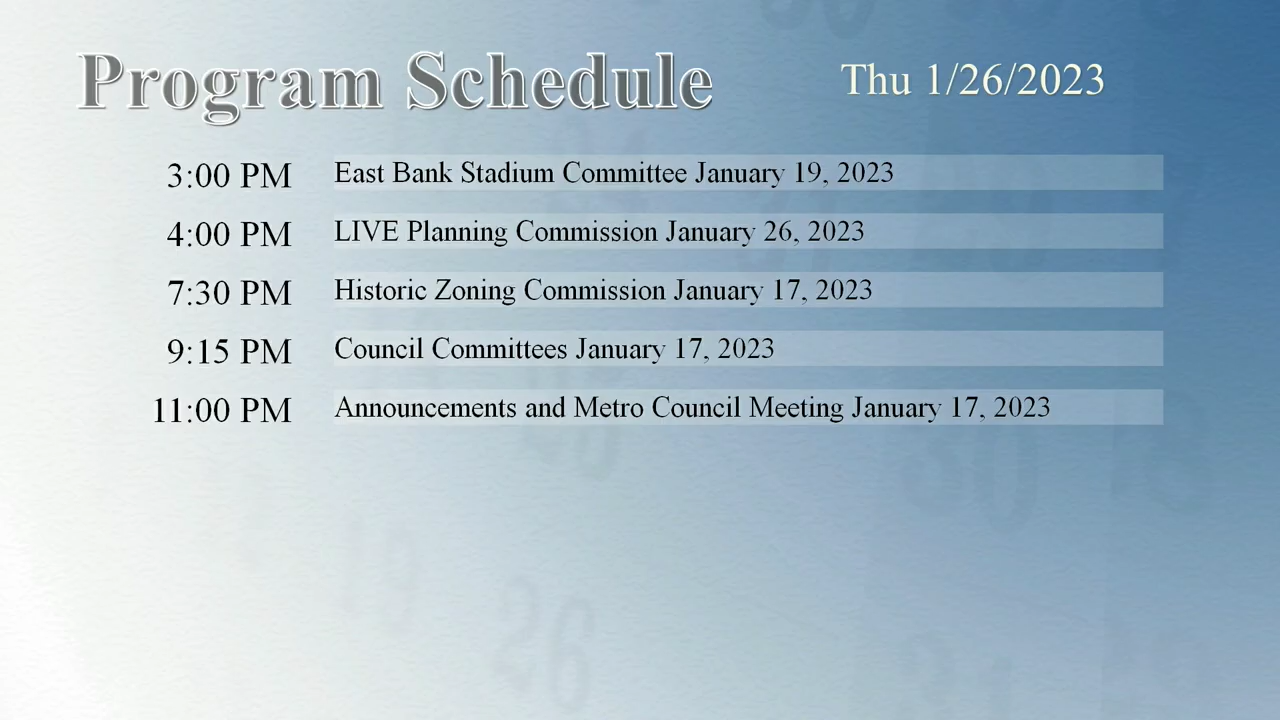 Program Schedule Thu 1/26/2023
3:00 PM East Bank Stadium Committee January 19, 2023
4:00 PM LIVE Planning Commission January 26, 2023
7:30 PM Historic Zoning Commission January 17, 2023
9:15 PM Council Committees January 17, 2023
11:00 PM Announcements and Metro Council Meeting January 17, 2023